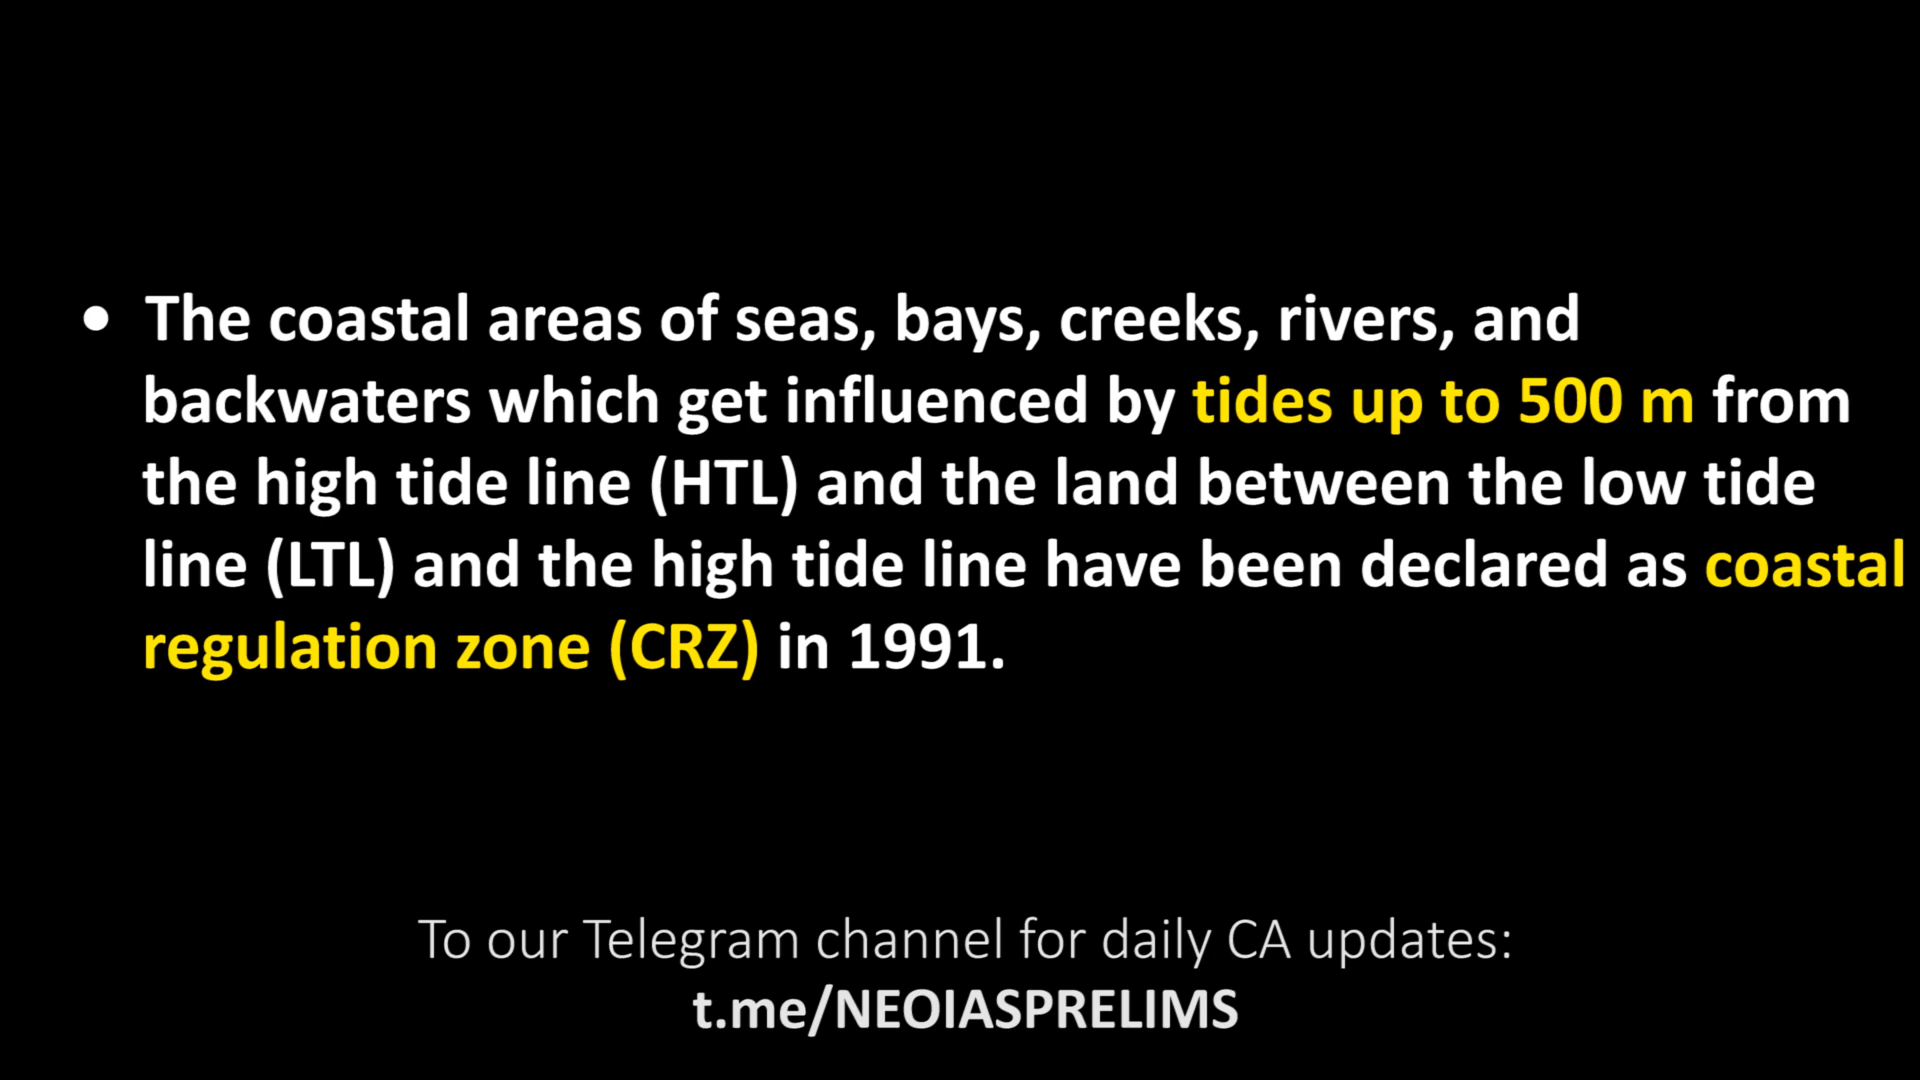 • The coastal areas of seas, bays, creeks, rivers, and
backwaters which get influenced by tides up to 500 m from
the high tide line (HTL) and the land between the low tide
line (LTL) and the high tide line have been declared as coastal
regulation zone (CRZ) in 1991.
To our Telegram channel for daily CA updates:
t.me/NEOIASPRELIMS